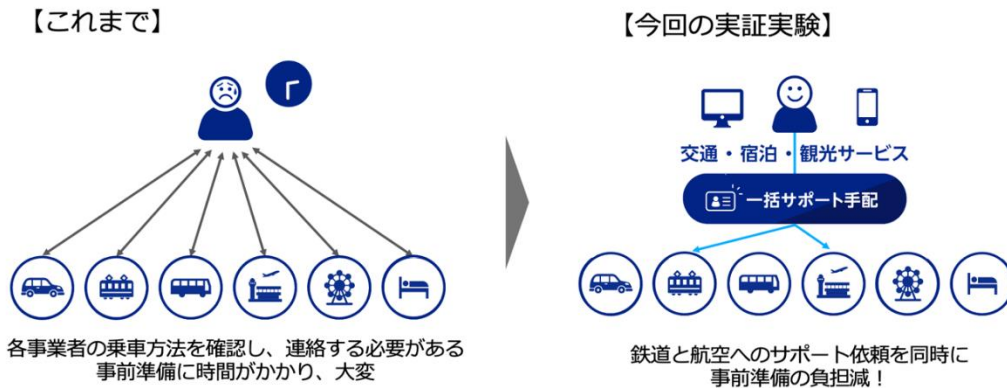 【これまで】
各事業者の乗車方法を確認し、連絡する必要がある
事前準備に時間がかかり、大変
【今回の実証実験】
交通・宿泊・観光サービス
一括サポート手配
鉄道と航空へのサポート依頼を同時に
事前準備の負担減！